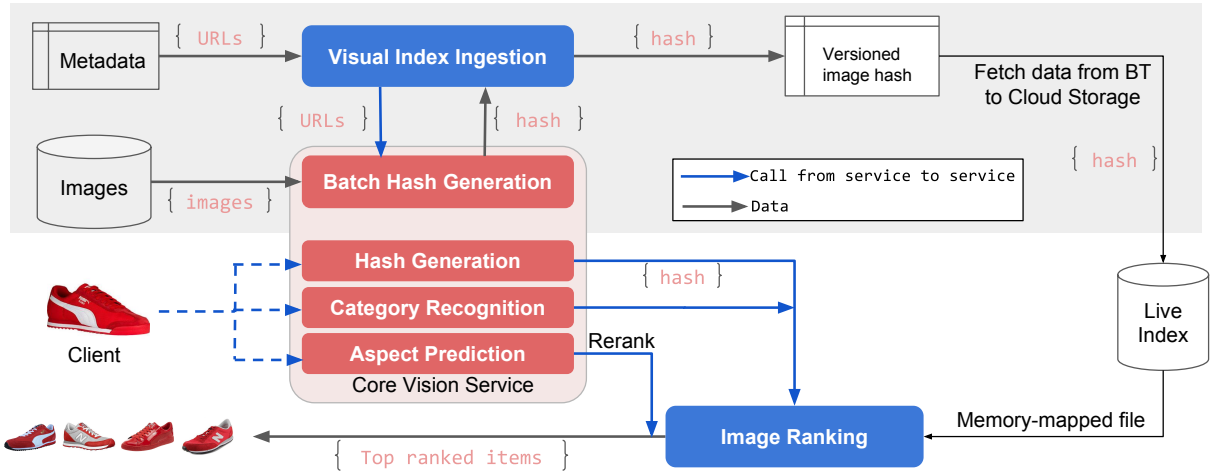 { URLs }
{ hash }
Metadata
Visual Index Ingestion
Versioned
image hash
Fetch data from BT
to Cloud Storage
{ URLs }
{ hash }
{ hash }
Images
{ images }
Batch Hash Generation
Call from service to service
Data
Hash Generation
{ hash }
Category Recognition
Live
Index
Client
Aspect Prediction
Rerank
Core Vision Service
Image Ranking
Memory-mapped file
{ Top ranked items }